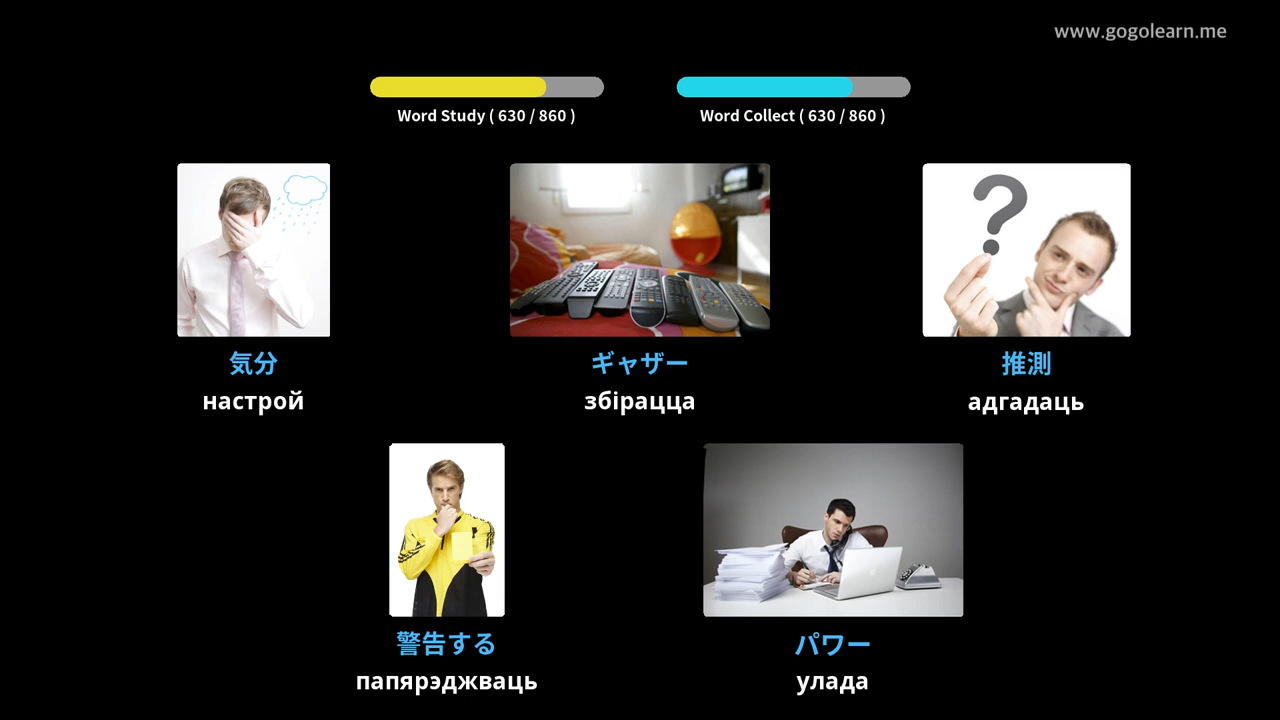 www.gogolearn.me
Word Study ( 630 / 860 )
Word Collect ( 630 / 860 )
気分
настрой
ギャザー
збірацца
推測
адгадаць
警告する
папярэджваць
パワー
улада